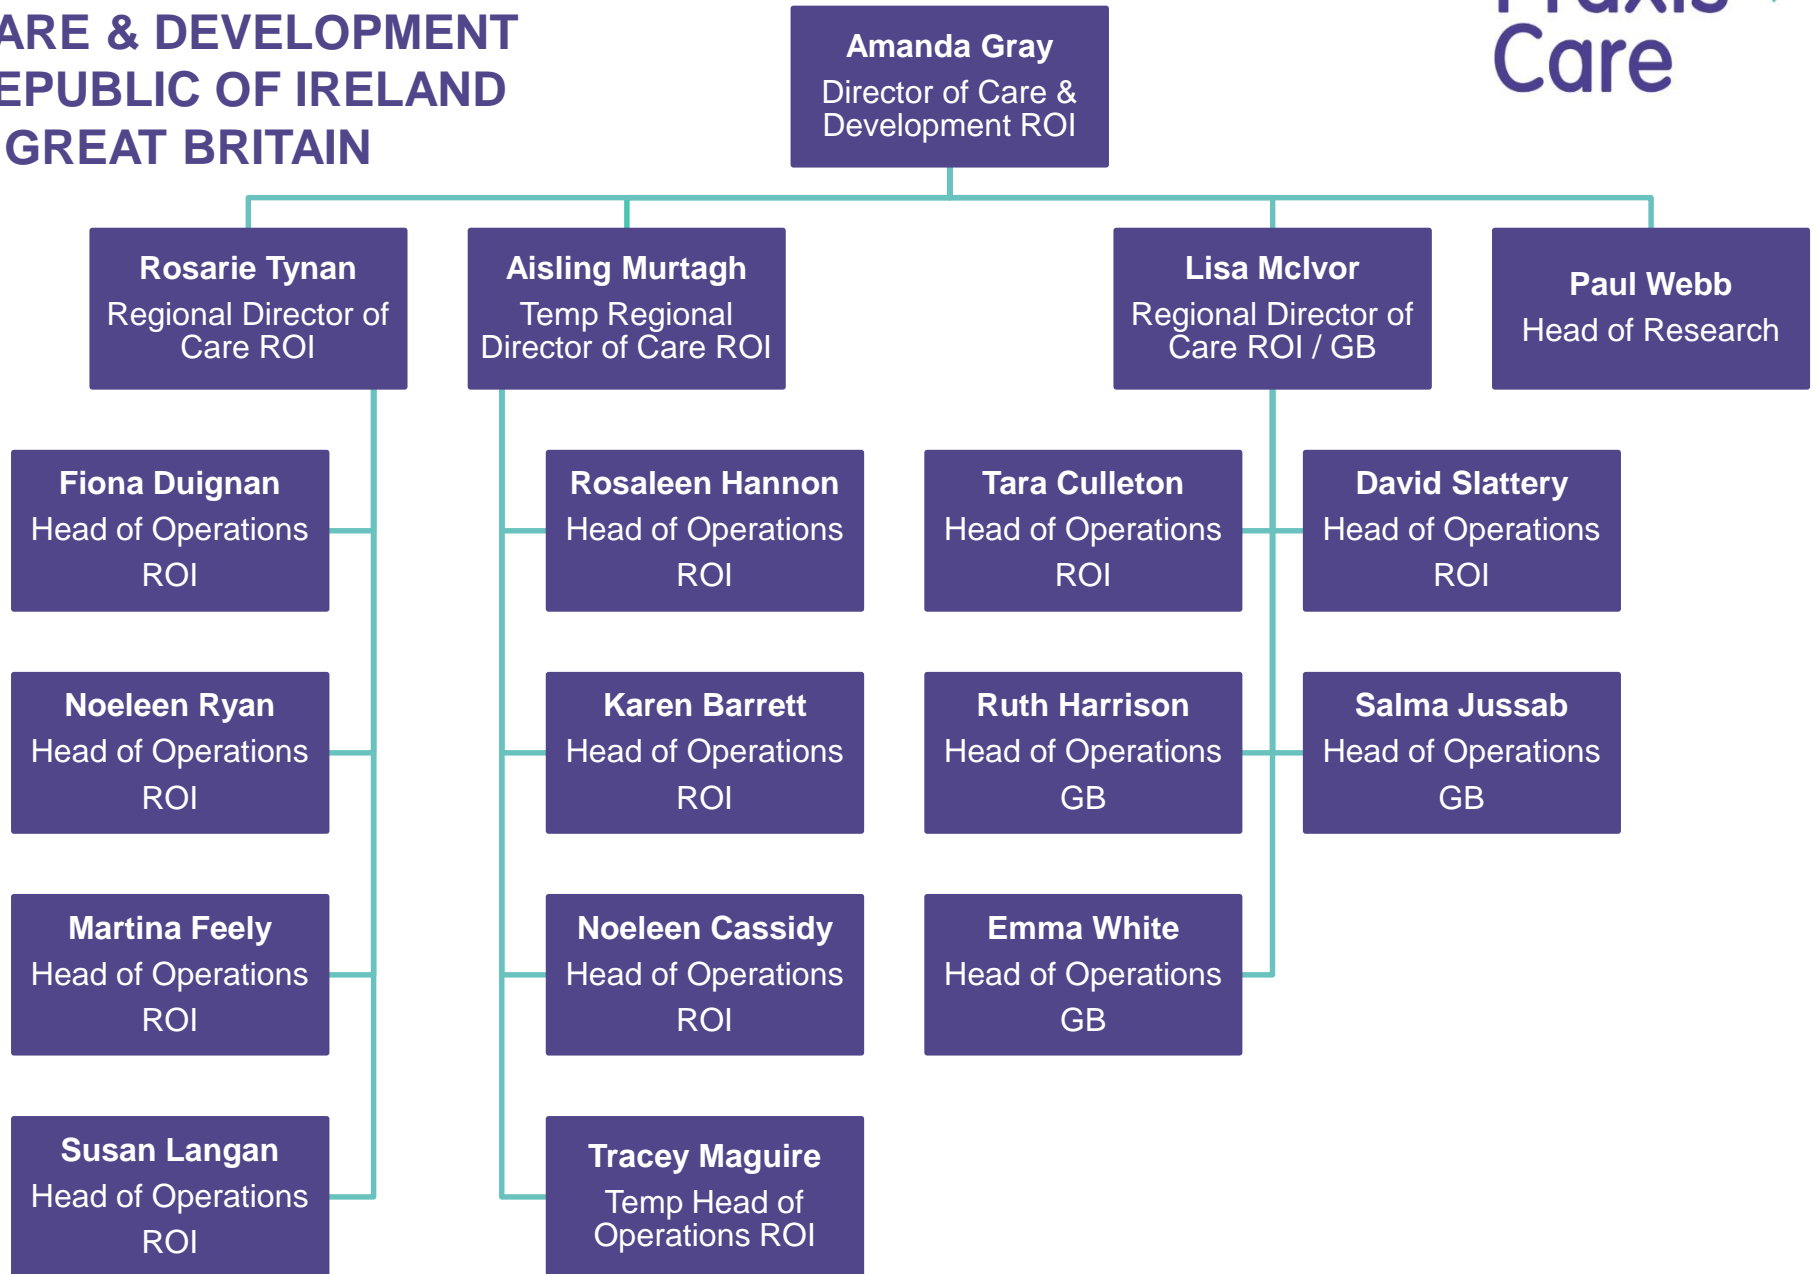 ARE & DEVELOPMENT
EPUBLIC OF IRELAND
GREAT BRITAIN
Care
Amanda Gray
Director of Care &
Development ROI
Rosarie Tynan
Regional Director of
Care ROI
Aisling Murtagh
Temp Regional
Director of Care ROI
Lisa McIvor
Regional Director of
Care ROI / GB
Paul Webb
Head of Research
Fiona Duignan
Head of Operations
ROI
Rosaleen Hannon
Head of Operations
ROI
Tara Culleton
Head of Operations
ROI
David Slattery
Head of Operations
ROI
Noeleen Ryan
Head of Operations
ROI
Karen Barrett
Head of Operations
ROI
Ruth Harrison
Head of Operations
GB
Salma Jussab
Head of Operations
GB
Martina Feely
Head of Operations
ROI
Noeleen Cassidy
Head of Operations
ROI
Emma White
Head of Operations
GB
Susan Langan
Head of Operations
ROI
Tracey Maguire
Temp Head of
Operations ROI